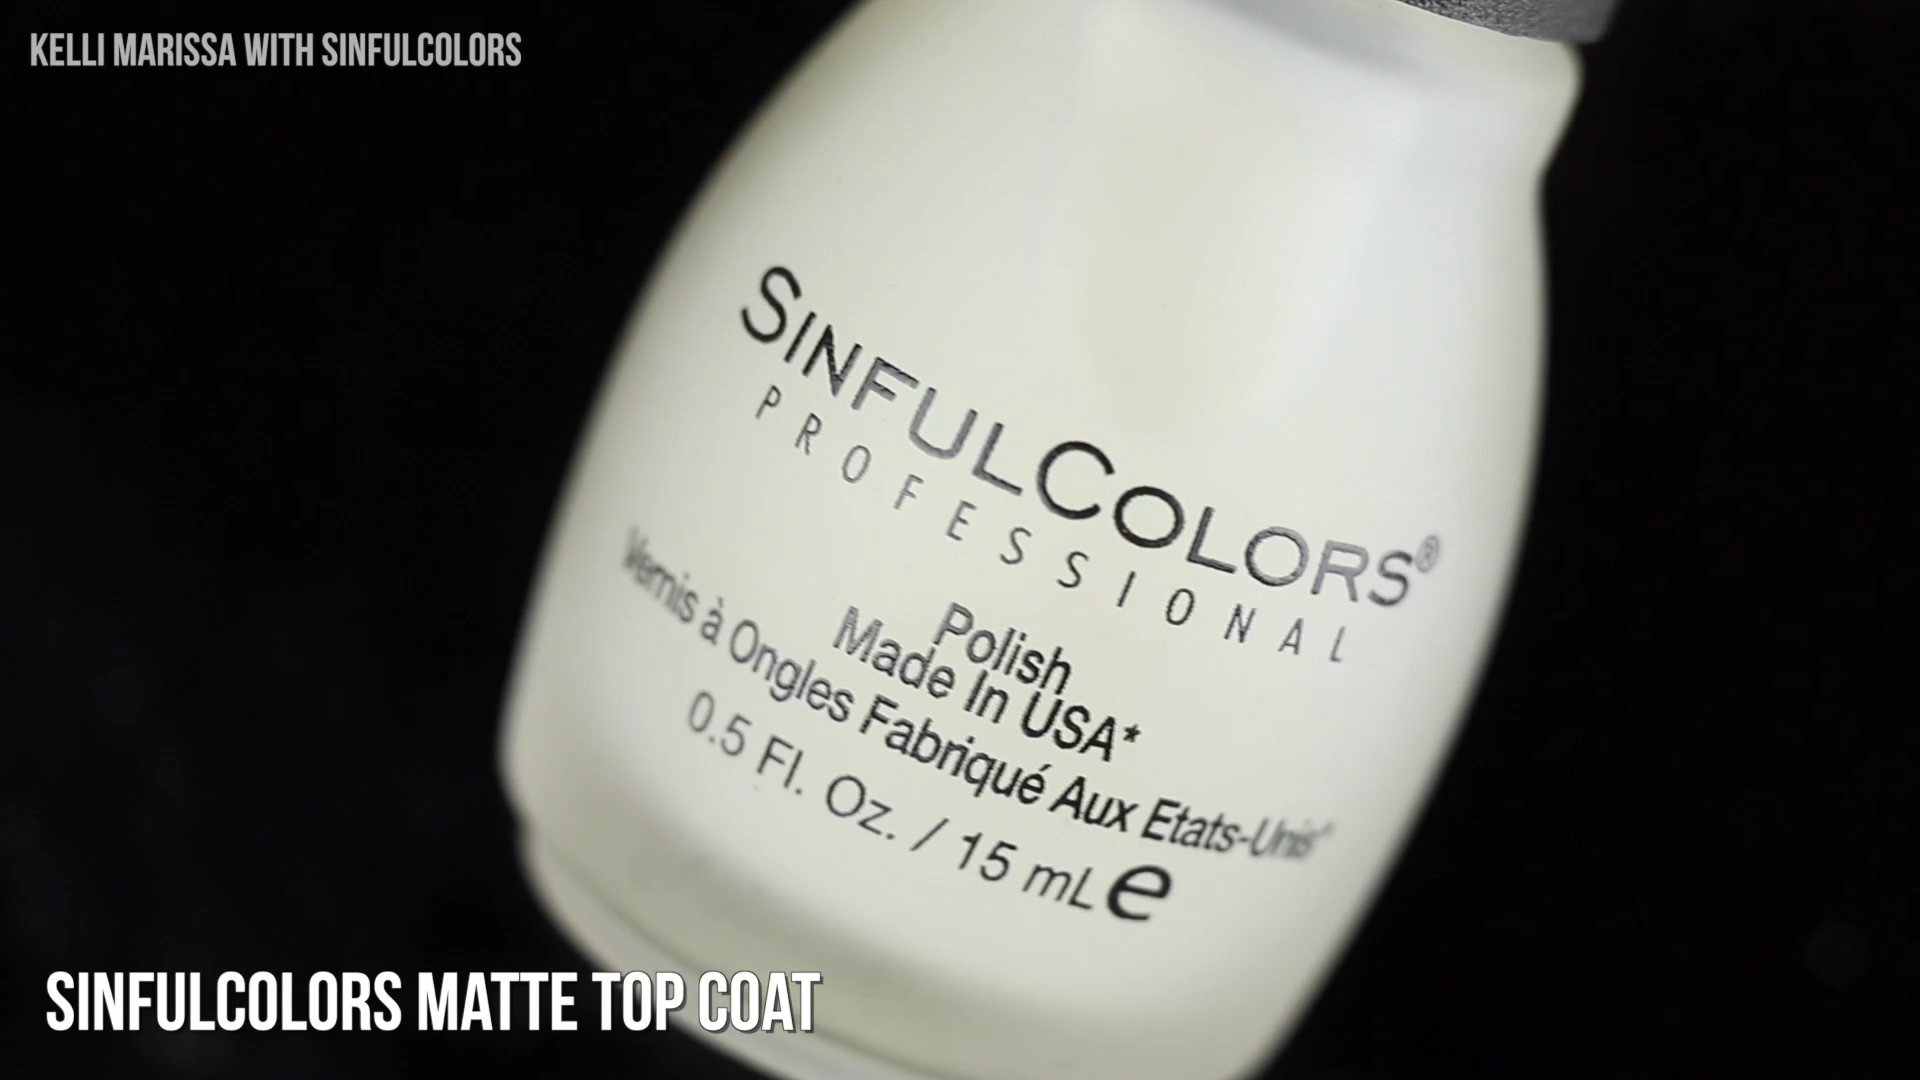 KELLI MARISSA WITH SINFULCOLORS
SINFULCOLORS®
PROFESSIONAL
Polish
Made In USA*
Vernis à Ongles Fabriqué Aux Etats-Unis*
0.5 Fl. Oz. / 15 mL e
SINFULCOLORS MATTE TOP COAT